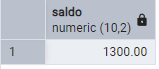 saldo
numeric (10,2)
1 1300.00